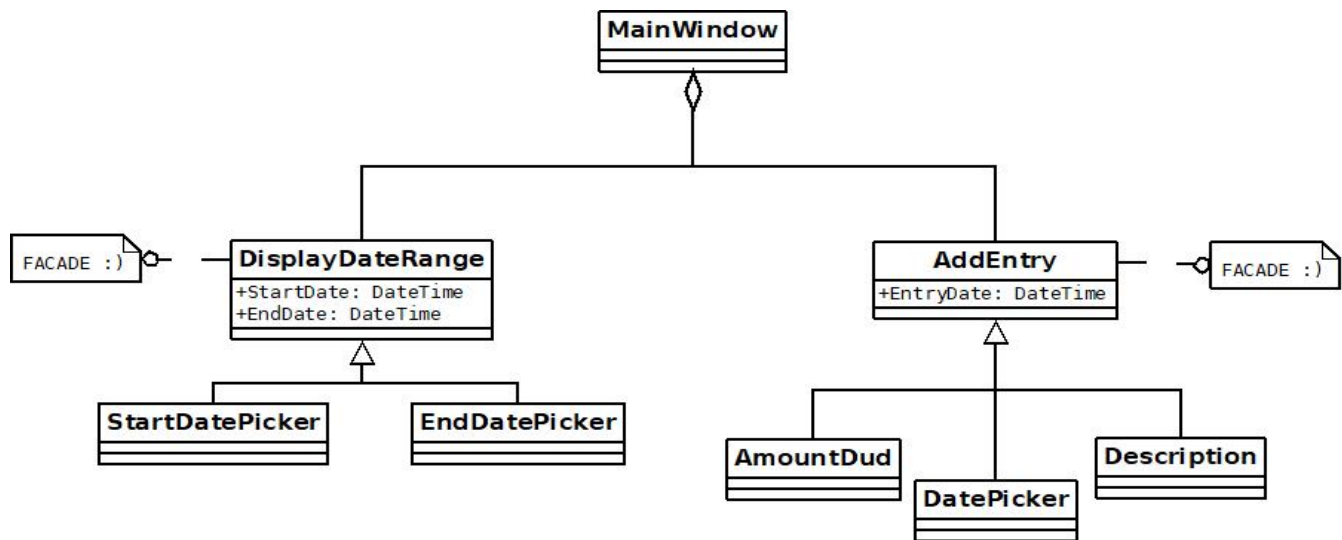 MainWindow
FACADE :)
DisplayDateRange
+StartDate: DateTime
+EndDate: DateTime
AddEntry
+EntryDate: DateTime
FACADE :)
StartDatePicker
EndDatePicker
AmountDud
DatePicker
Description